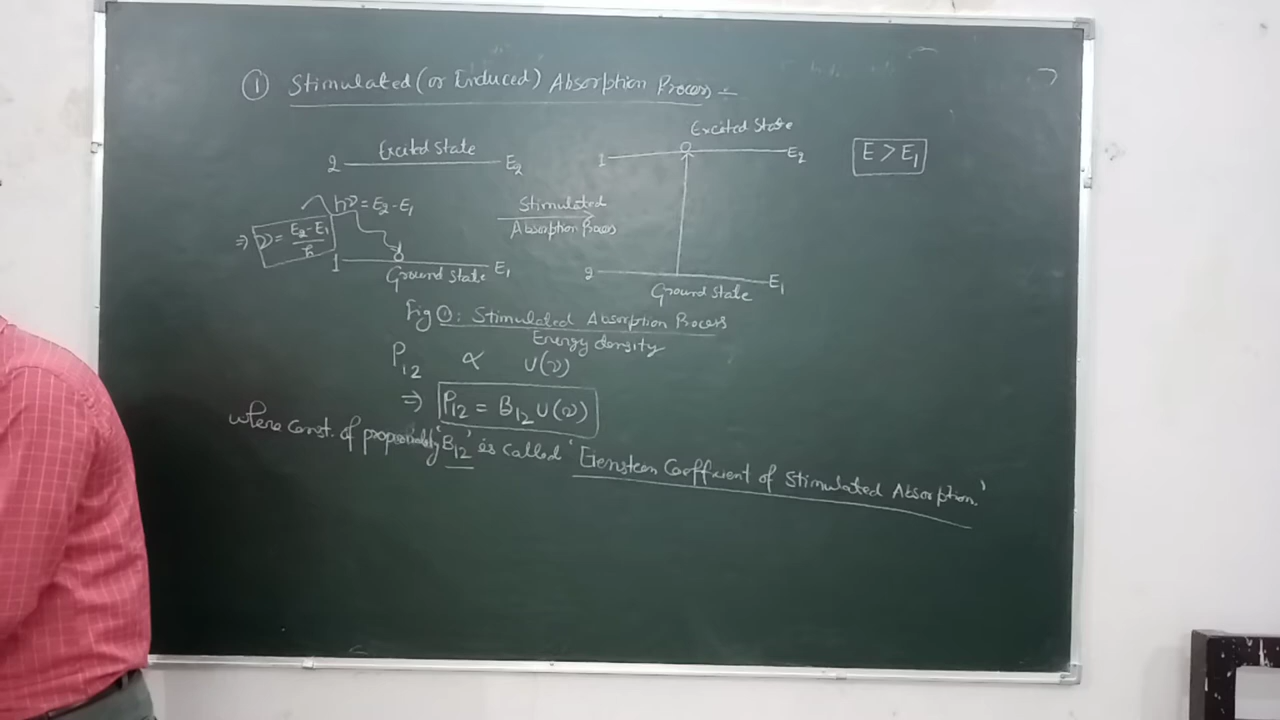 ① Stimulated (or Induced) Absorption Process -
Excited State
2 E₂
hν = E₂-E₁
⇒ ν = E₂-E₁ / h
1 E₁
Ground State
Stimulated
Absorption Process
Excited State
1 E₂
2 E₁
Ground State
E > E₁
Fig ①: Stimulated Absorption Process
Energy density
P₁₂ ∝ U(ν)
⇒ P₁₂ = B₁₂ U(ν)
where const. of proportionality 'B₁₂' is called 'Eienstein Coefficient of Stimulated Absorption.'